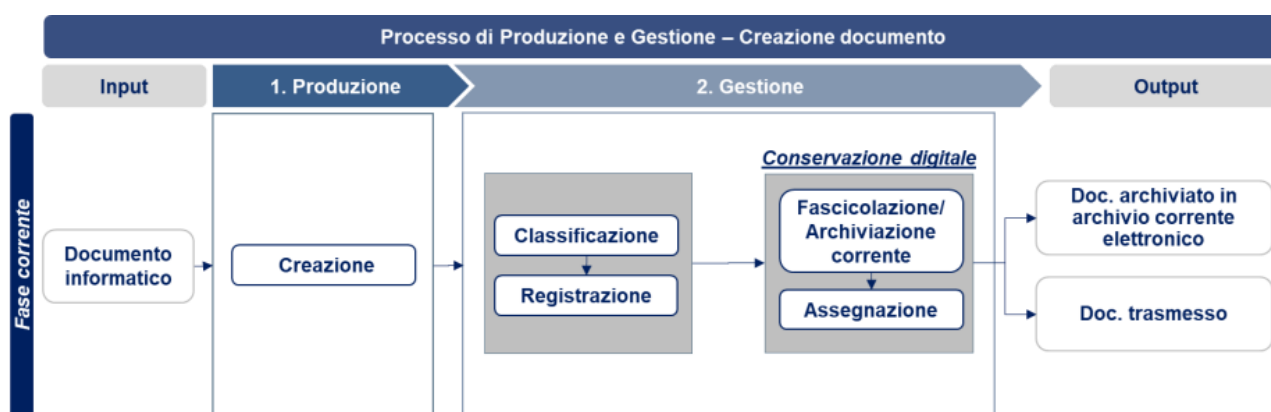 Processo di Produzione e Gestione – Creazione documento
Input
1. Produzione
2. Gestione
Output
Fase corrente
Documento
informatico
Creazione
Classificazione
Registrazione
Conservazione digitale
Fascicolazione/
Archiviazione
corrente
Assegnazione
Doc. archiviato in
archivio corrente
elettronico
Doc. trasmesso